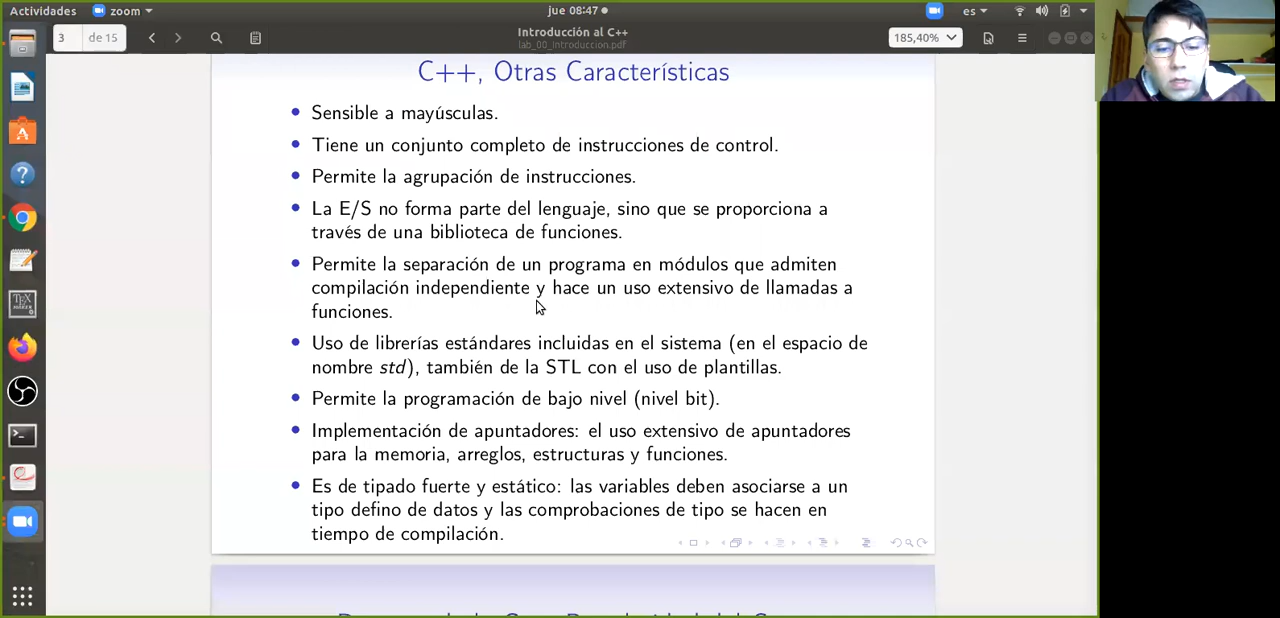 Actividades
zoom
jue 08:47
es
3
de 15
Introducción al C++
lab_00_Introduccion.pdf
185,40%
C++, Otras Características
Sensible a mayúsculas.
Tiene un conjunto completo de instrucciones de control.
Permite la agrupación de instrucciones.
La E/S no forma parte del lenguaje, sino que se proporciona a
través de una biblioteca de funciones.
Permite la separación de un programa en módulos que admiten
compilación independiente y hace un uso extensivo de llamadas a
funciones.
Uso de librerías estándares incluidas en el sistema (en el espacio de
nombre std), también de la STL con el uso de plantillas.
Permite la programación de bajo nivel (nivel bit).
Implementación de apuntadores: el uso extensivo de apuntadores
para la memoria, arreglos, estructuras y funciones.
Es de tipado fuerte y estático: las variables deben asociarse a un
tipo defino de datos y las comprobaciones de tipo se hacen en
tiempo de compilación.